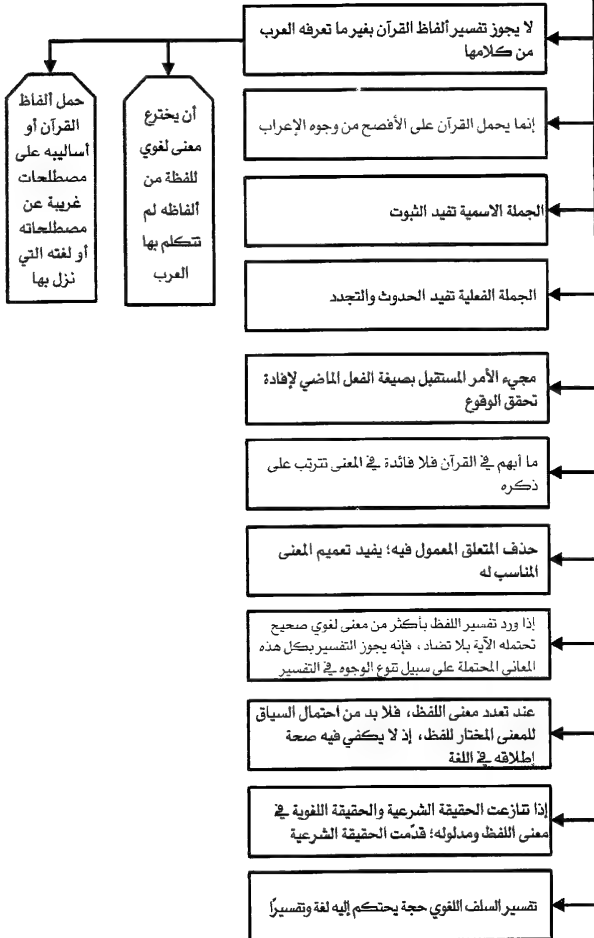 لا يجوز تفسير ألفاظ القرآن بغير ما تعرفه العرب
من كلامها
أن يخترع
معنى لغوي
للفظة من
ألفاظه لم
تتكلم بها
العرب
حمل ألفاظ
القرآن أو
أساليبه على
مصطلحات
غريبة عن
مصطلحاته
أو لغته التي
نزل بها
إنما يحمل القرآن على الأفصح من وجوه الإعراب
الجملة الاسمية تفيد الثبوت
الجملة الفعلية تفيد الحدوث والتجدد
مجيء الأمر المستقبل بصيغة الفعل الماضي لإفادة
تحقق الوقوع
ما أبهم في القرآن فلا فائدة في المعنى تترتب على
ذكره
حذف المتعلق المعمول فيه؛ يفيد تعميم المعنى
المناسب له
إذا ورد تفسير اللفظ بأكثر من معنى لغوي صحيح
تحتمله الآية بلا تضاد، فإنه يجوز التفسير بكل هذه
المعاني المحتملة على سبيل تنوع الوجوه في التفسير
عند تعدد معنى اللفظ، فلا بد من احتمال السياق
للمعنى المختار للفظ، إذ لا يكفي فيه صحة
إطلاقه في اللغة
إذا تنازعت الحقيقة الشرعية والحقيقة اللغوية في
معنى اللفظ ومدلوله؛ قدّمت الحقيقة الشرعية
تفسير السلف اللغوي حجة يحتكم إليه لغة وتفسيرًا